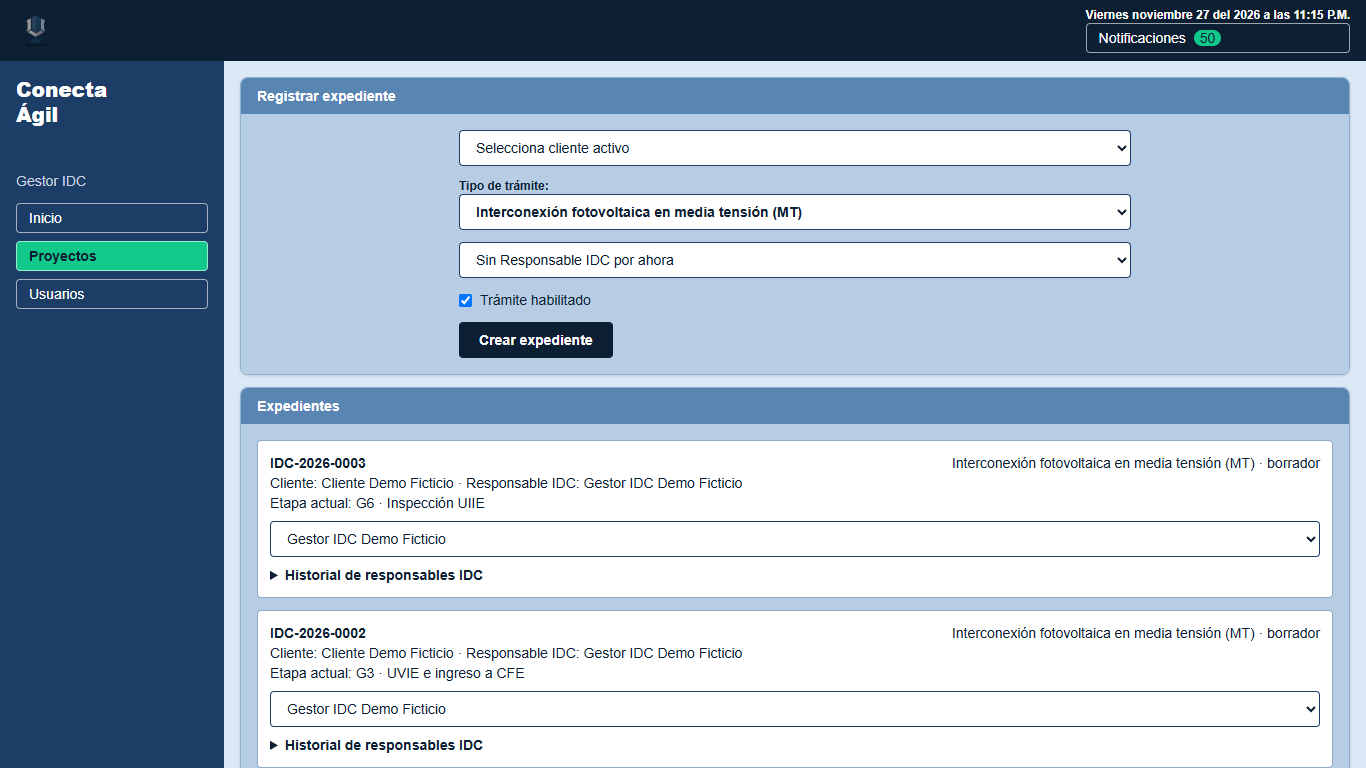 Viernes noviembre 27 del 2026 a las 11:15 P.M.
Notificaciones 50
Conecta
Ágil
Gestor IDC
Inicio
Proyectos
Usuarios
Registrar expediente
Selecciona cliente activo
Tipo de trámite:
Interconexión fotovoltaica en media tensión (MT)
Sin Responsable IDC por ahora
Trámite habilitado
Crear expediente
Expedientes
IDC-2026-0003
Interconexión fotovoltaica en media tensión (MT) · borrador
Cliente: Cliente Demo Ficticio · Responsable IDC: Gestor IDC Demo Ficticio
Etapa actual: G6 · Inspección UIIE
Gestor IDC Demo Ficticio
Historial de responsables IDC
IDC-2026-0002
Interconexión fotovoltaica en media tensión (MT) · borrador
Cliente: Cliente Demo Ficticio · Responsable IDC: Gestor IDC Demo Ficticio
Etapa actual: G3 · UVIE e ingreso a CFE
Gestor IDC Demo Ficticio
Historial de responsables IDC